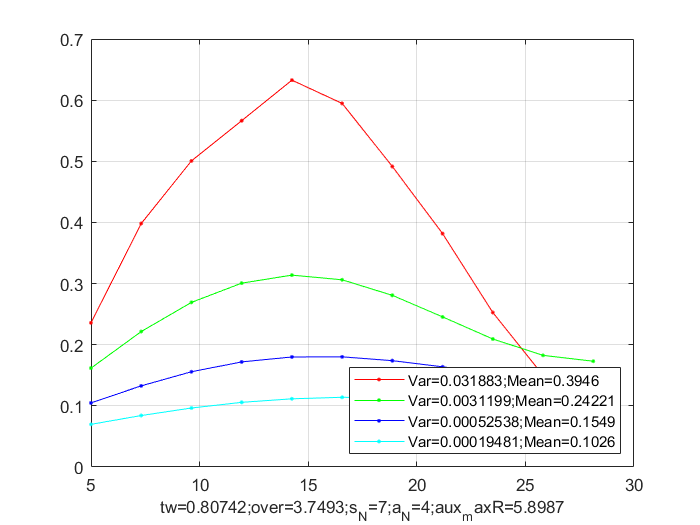 0.7
0.6
0.5
0.4
0.3
0.2
0.1
0
5 10 15 20 25 30
Var=0.031883;Mean=0.3946
Var=0.0031199;Mean=0.24221
Var=0.00052538;Mean=0.1549
Var=0.00019481;Mean=0.1026
tw=0.80742;over=3.7493;s_N=7;a_N=4;aux_maxR=5.8987